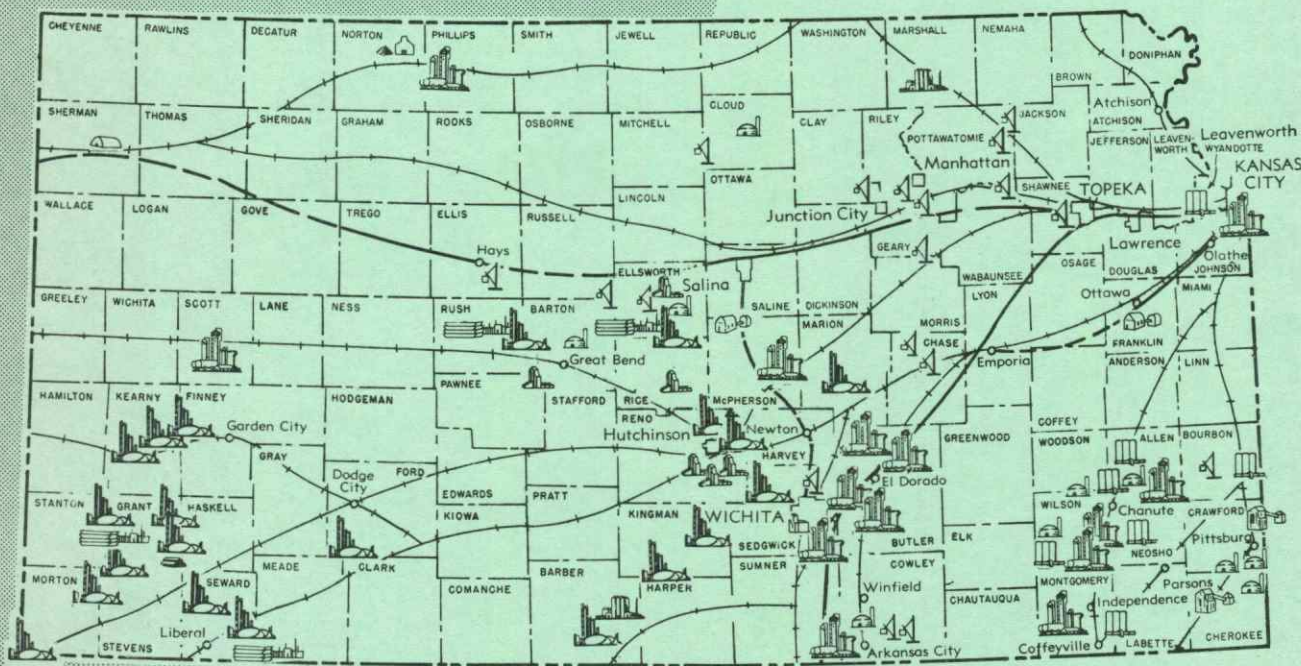 CHEYENNE RAWLINS DECATUR NORTON PHILLIPS SMITH JEWELL REPUBLIC WASHINGTON MARSHALL NEMAHA
DONIPHAN
BROWN
SHERMAN THOMAS SHERIDAN GRAHAM ROOKS OSBORNE MITCHELL CLOUD CLAY RILEY JACKSON Atchison
ATCHISON
POTTAWATOMIE JEFFERSON LEAVEN-
WORTH Leavenworth
WYANDOTTE
KANSAS
CITY
Manhattan
OTTAWA
SHAWNEE TOPEKA
WALLACE LOGAN GOVE TREGO ELLIS RUSSELL LINCOLN
Junction City
Lawrence
Hays
GEARY
Olathe
ELLSWORTH
WABAUNSEE OSAGE DOUGLAS JOHNSON
Salina
GREELEY WICHITA SCOTT LANE NESS RUSH BARTON SALINE DICKINSON LYON Ottawa MIAMI
MARION MORRIS
CHASE FRANKLIN
Great Bend Emporia ANDERSON LINN
PAWNEE
HAMILTON KEARNY FINNEY HODGEMAN STAFFORD RICE McPHERSON
RENO
COFFEY
Garden City Hutchinson Newton GREENWOOD WOODSON ALLEN BOURBON
HARVEY
GRAY Dodge
City FORD
EDWARDS PRATT El Dorado
STANTON GRANT HASKELL KIOWA KINGMAN WICHITA WILSON Chanute CRAWFORD
SEDGWICK BUTLER ELK Pittsburg
NEOSHO
MEADE CLARK BARBER SUMNER COWLEY
MORTON SEWARD COMANCHE HARPER MONTGOMERY Parsons
Winfield CHAUTAUQUA Independence
Liberal
STEVENS Arkansas City Coffeyville LABETTE CHEROKEE